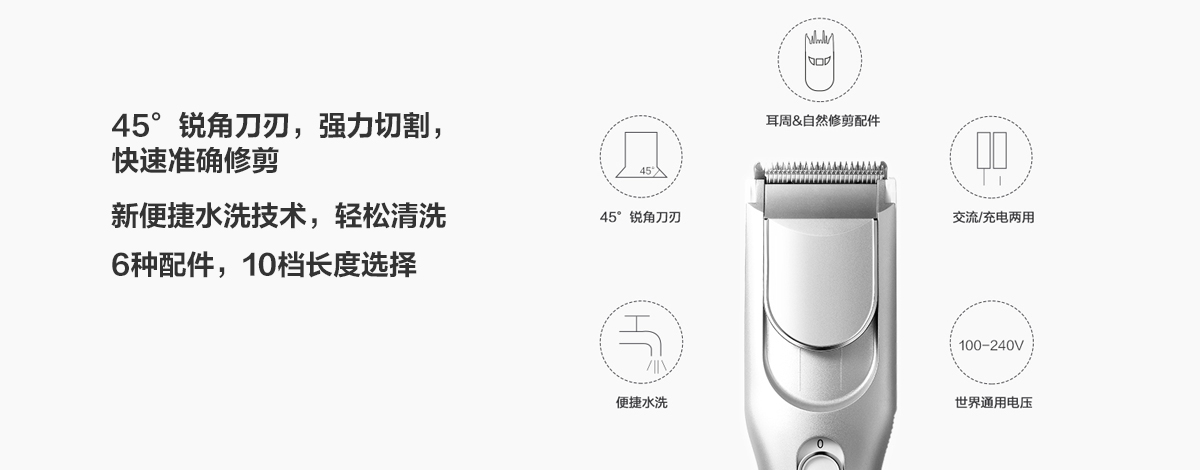 45°锐角刀刃，强力切割，
快速准确修剪
新便捷水洗技术，轻松清洗
6种配件，10档长度选择
耳周&自然修剪配件
45°
45°锐角刀刃
交流/充电两用
便捷水洗
100-240V
世界通用电压
0